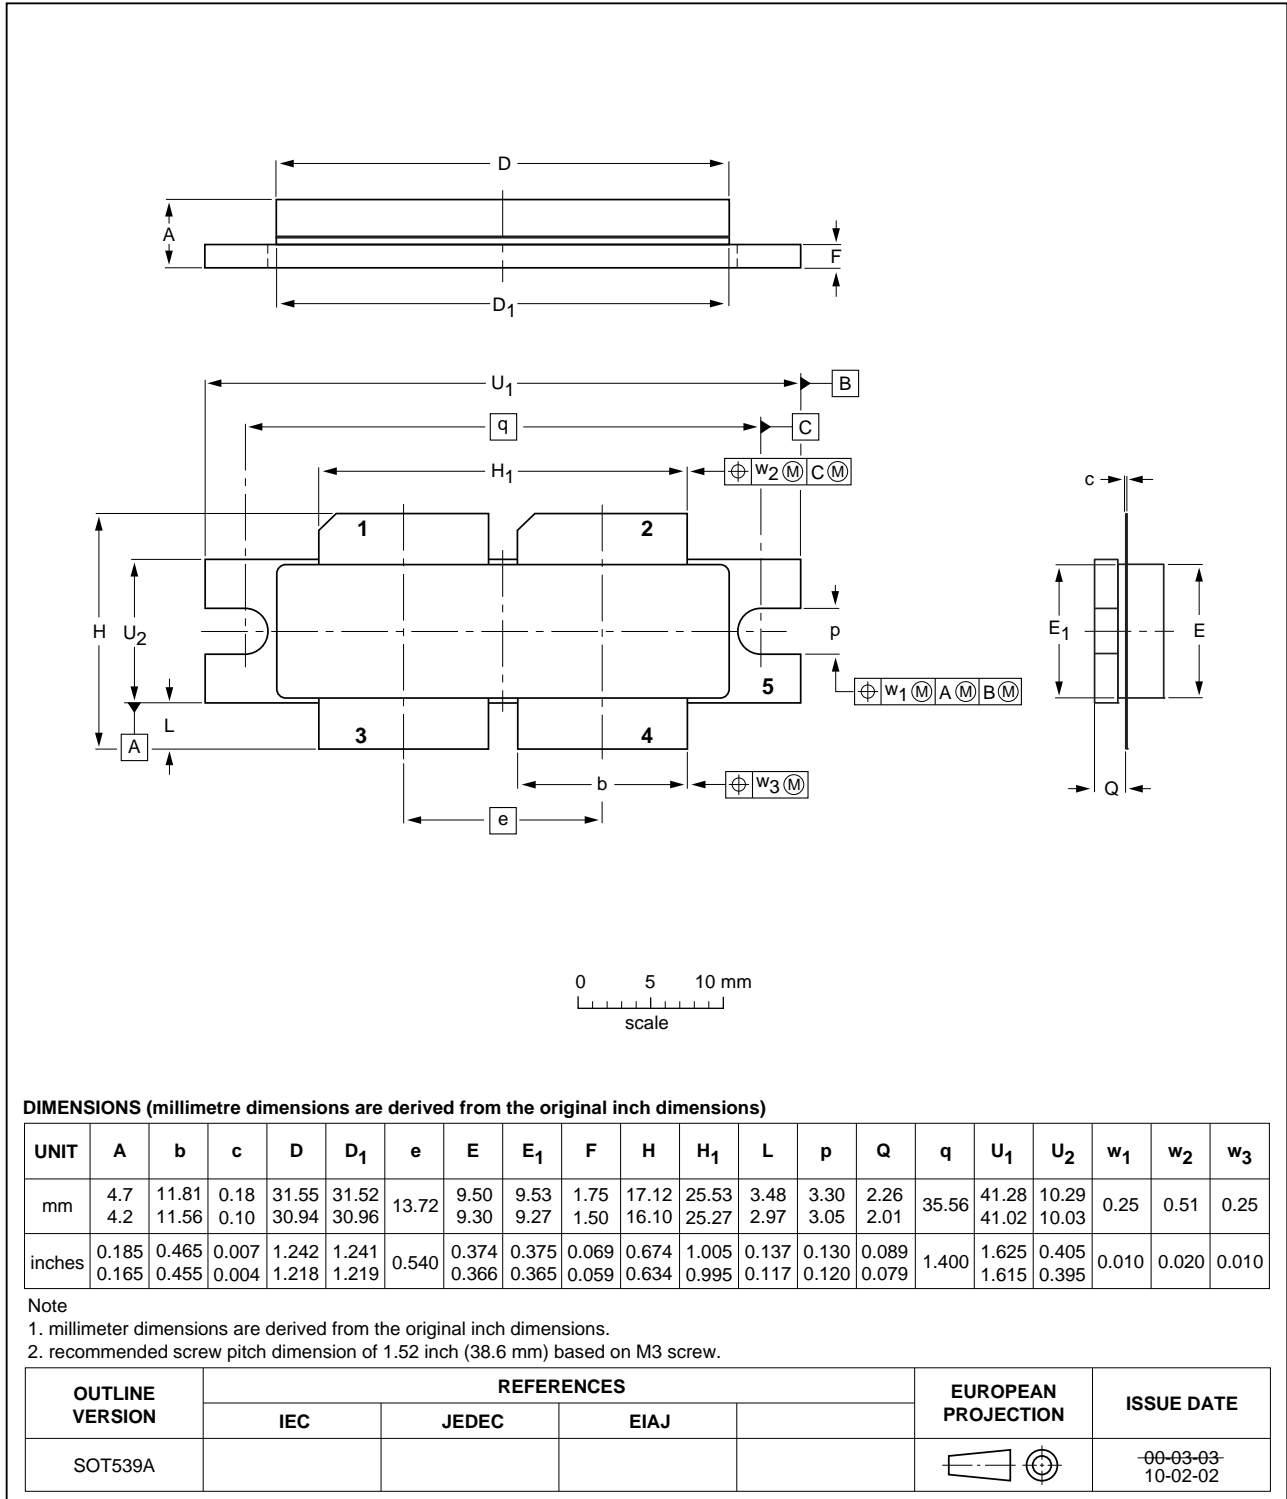 D
A
F
D1
U1
B
q
C
H1
w2 Ⓜ C Ⓜ
c
1 2
H
U2
p
E1
E
5
w1 Ⓜ A Ⓜ B Ⓜ
L
A
3 4
b
w3 Ⓜ
Q
e
0 5 10 mm
scale
DIMENSIONS (millimetre dimensions are derived from the original inch dimensions)
UNIT A b c D D1 e E E1 F H H1 L p Q q U1 U2 w1 w2 w3
mm 4.7 11.81 0.18 31.55 31.52 13.72 9.50 9.53 1.75 17.12 25.53 3.48 3.30 2.26 35.56 41.28 10.29 0.25 0.51 0.25
4.2 11.56 0.10 30.94 30.96 9.30 9.27 1.50 16.10 25.27 2.97 3.05 2.01 41.02 10.03
inches 0.185 0.465 0.007 1.242 1.241 0.540 0.374 0.375 0.069 0.674 1.005 0.137 0.130 0.089 1.400 1.625 0.405 0.010 0.020 0.010
0.165 0.455 0.004 1.218 1.219 0.366 0.365 0.059 0.634 0.995 0.117 0.120 0.079 1.615 0.395
Note
1. millimeter dimensions are derived from the original inch dimensions.
2. recommended screw pitch dimension of 1.52 inch (38.6 mm) based on M3 screw.
OUTLINE VERSION
REFERENCES
EUROPEAN PROJECTION
ISSUE DATE
IEC JEDEC EIAJ
SOT539A
00-03-03
10-02-02